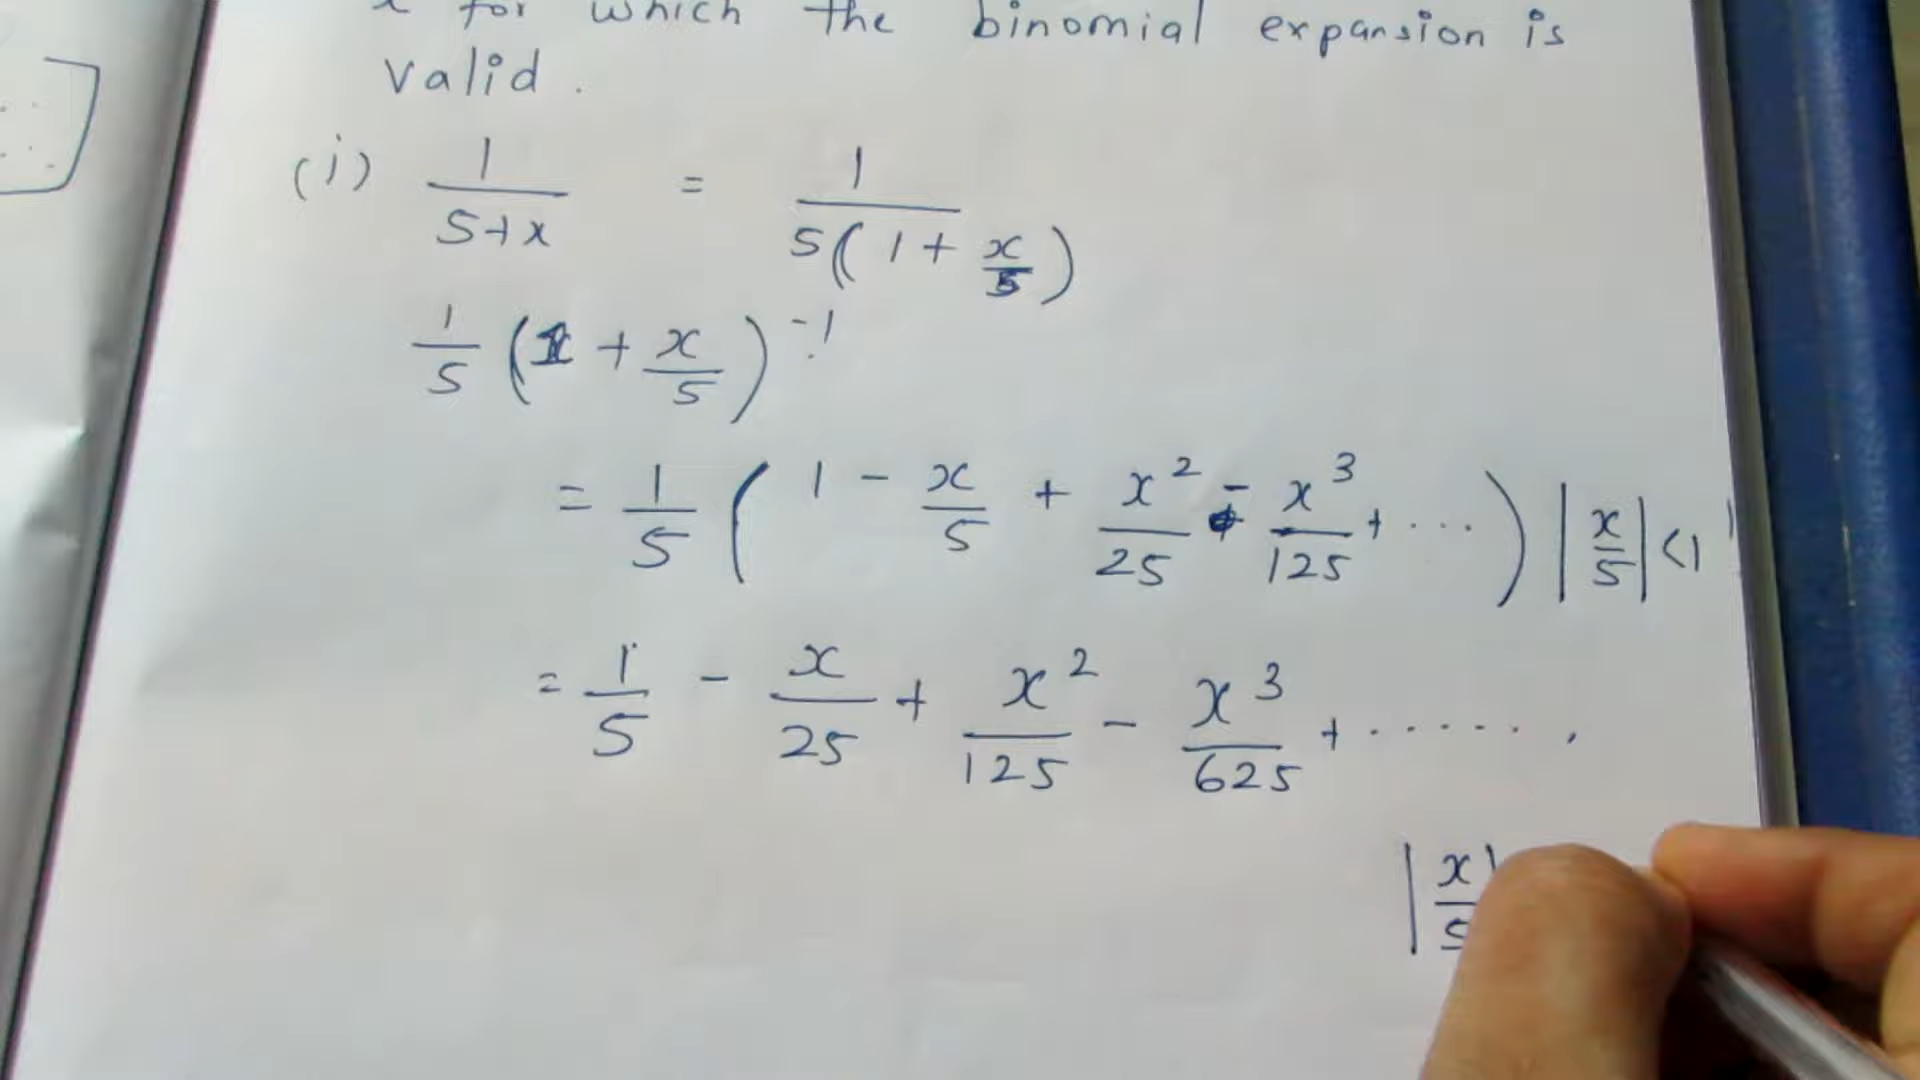 x for which the binomial expansion is
valid.
(i) 1/(5+x) = 1/(5(1 + x/5))
1/5 (1 + x/5)^-1
= 1/5 (1 - x/5 + x^2/25 - x^3/125 + ...) |x/5| <1
= 1/5 - x/25 + x^2/125 - x^3/625 + ......,
|x/5|